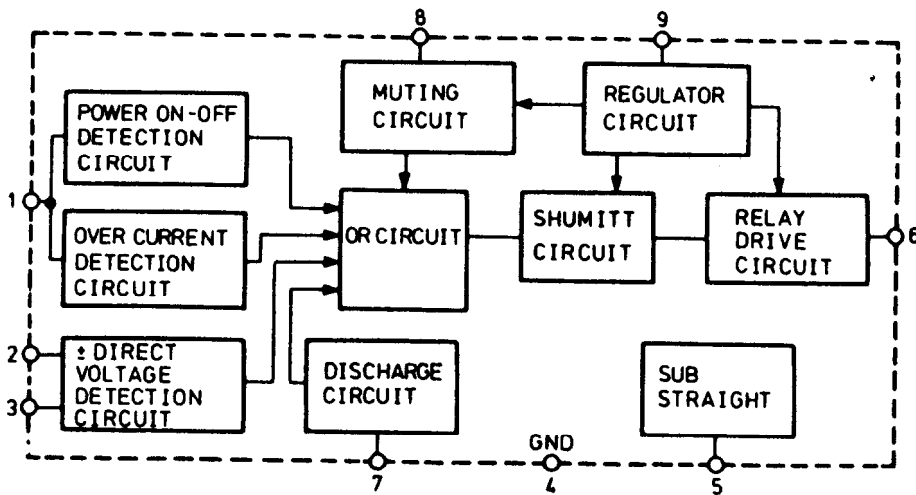 8
9
POWER ON-OFF
DETECTION
CIRCUIT
MUTING
CIRCUIT
REGULATOR
CIRCUIT
1
OVER CURRENT
DETECTION
CIRCUIT
OR CIRCUIT
SHUMITT
CIRCUIT
RELAY
DRIVE
CIRCUIT
6
2
3
± DIRECT
VOLTAGE
DETECTION
CIRCUIT
DISCHARGE
CIRCUIT
SUB
STRAIGHT
GND
7
4
5